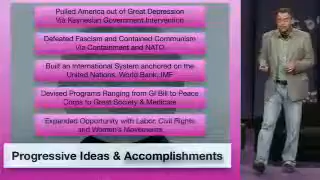 Pulled America out of Great Depression
Via Keynesian Government Intervention
Defeated Fascism and Contained Communism
Via Containment and NATO
Built an International System anchored on the
United Nations, World Bank, IMF
Devised Programs Ranging from GI Bill to Peace
Corps to Great Society & Medicare
Expanded Opportunity with Labor, Civil Rights
and Women's Movements
Progressive Ideas & Accomplishments